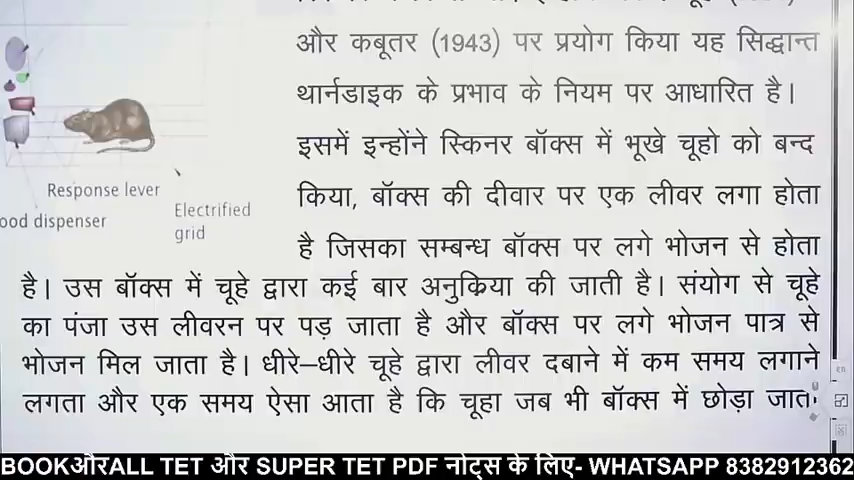 और कबूतर (1943) पर प्रयोग किया यह सिद्धान्त
थार्नडाइक के प्रभाव के नियम पर आधारित है।
इसमें इन्होंने स्किनर बॉक्स में भूखे चूहो को बन्द
किया, बॉक्स की दीवार पर एक लीवर लगा होता
है जिसका सम्बन्ध बॉक्स पर लगे भोजन से होता
है। उस बॉक्स में चूहे द्वारा कई बार अनुक्रिया की जाती है। संयोग से चूहे
का पंजा उस लीवरन पर पड़ जाता है और बॉक्स पर लगे भोजन पात्र से
भोजन मिल जाता है। धीरे–धीरे चूहे द्वारा लीवर दबाने में कम समय लगाने
लगता और एक समय ऐसा आता है कि चूहा जब भी बॉक्स में छोड़ा जात
Response lever
ood dispenser
Electrified
grid
BOOKऔरALL TET और SUPER TET PDF नोट्स के लिए- WHATSAPP 8382912362